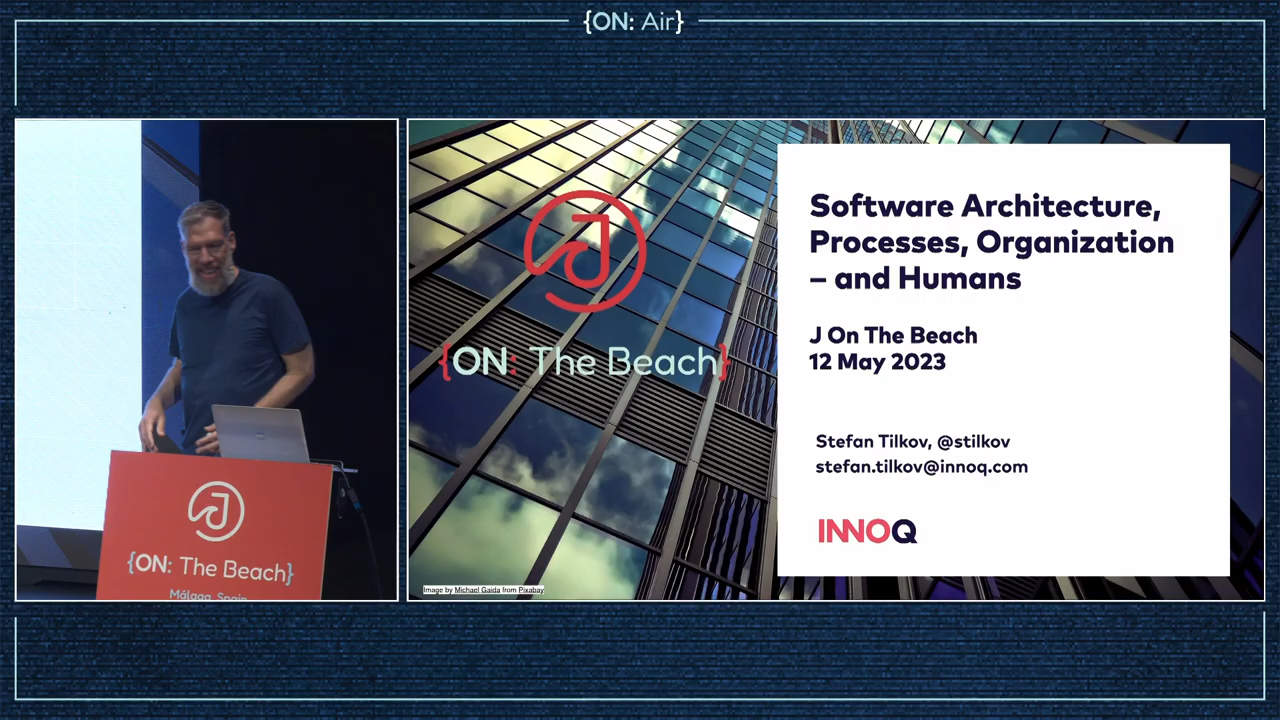 {ON: Air}
J
{ON: The Beach}
Software Architecture,
Processes, Organization
– and Humans
J On The Beach
12 May 2023
Stefan Tilkov, @stilkov
stefan.tilkov@innoq.com
INNOQ
Image by Michael Gaida from Pixabay
J
{ON: The Beach}
Málaga, Spain